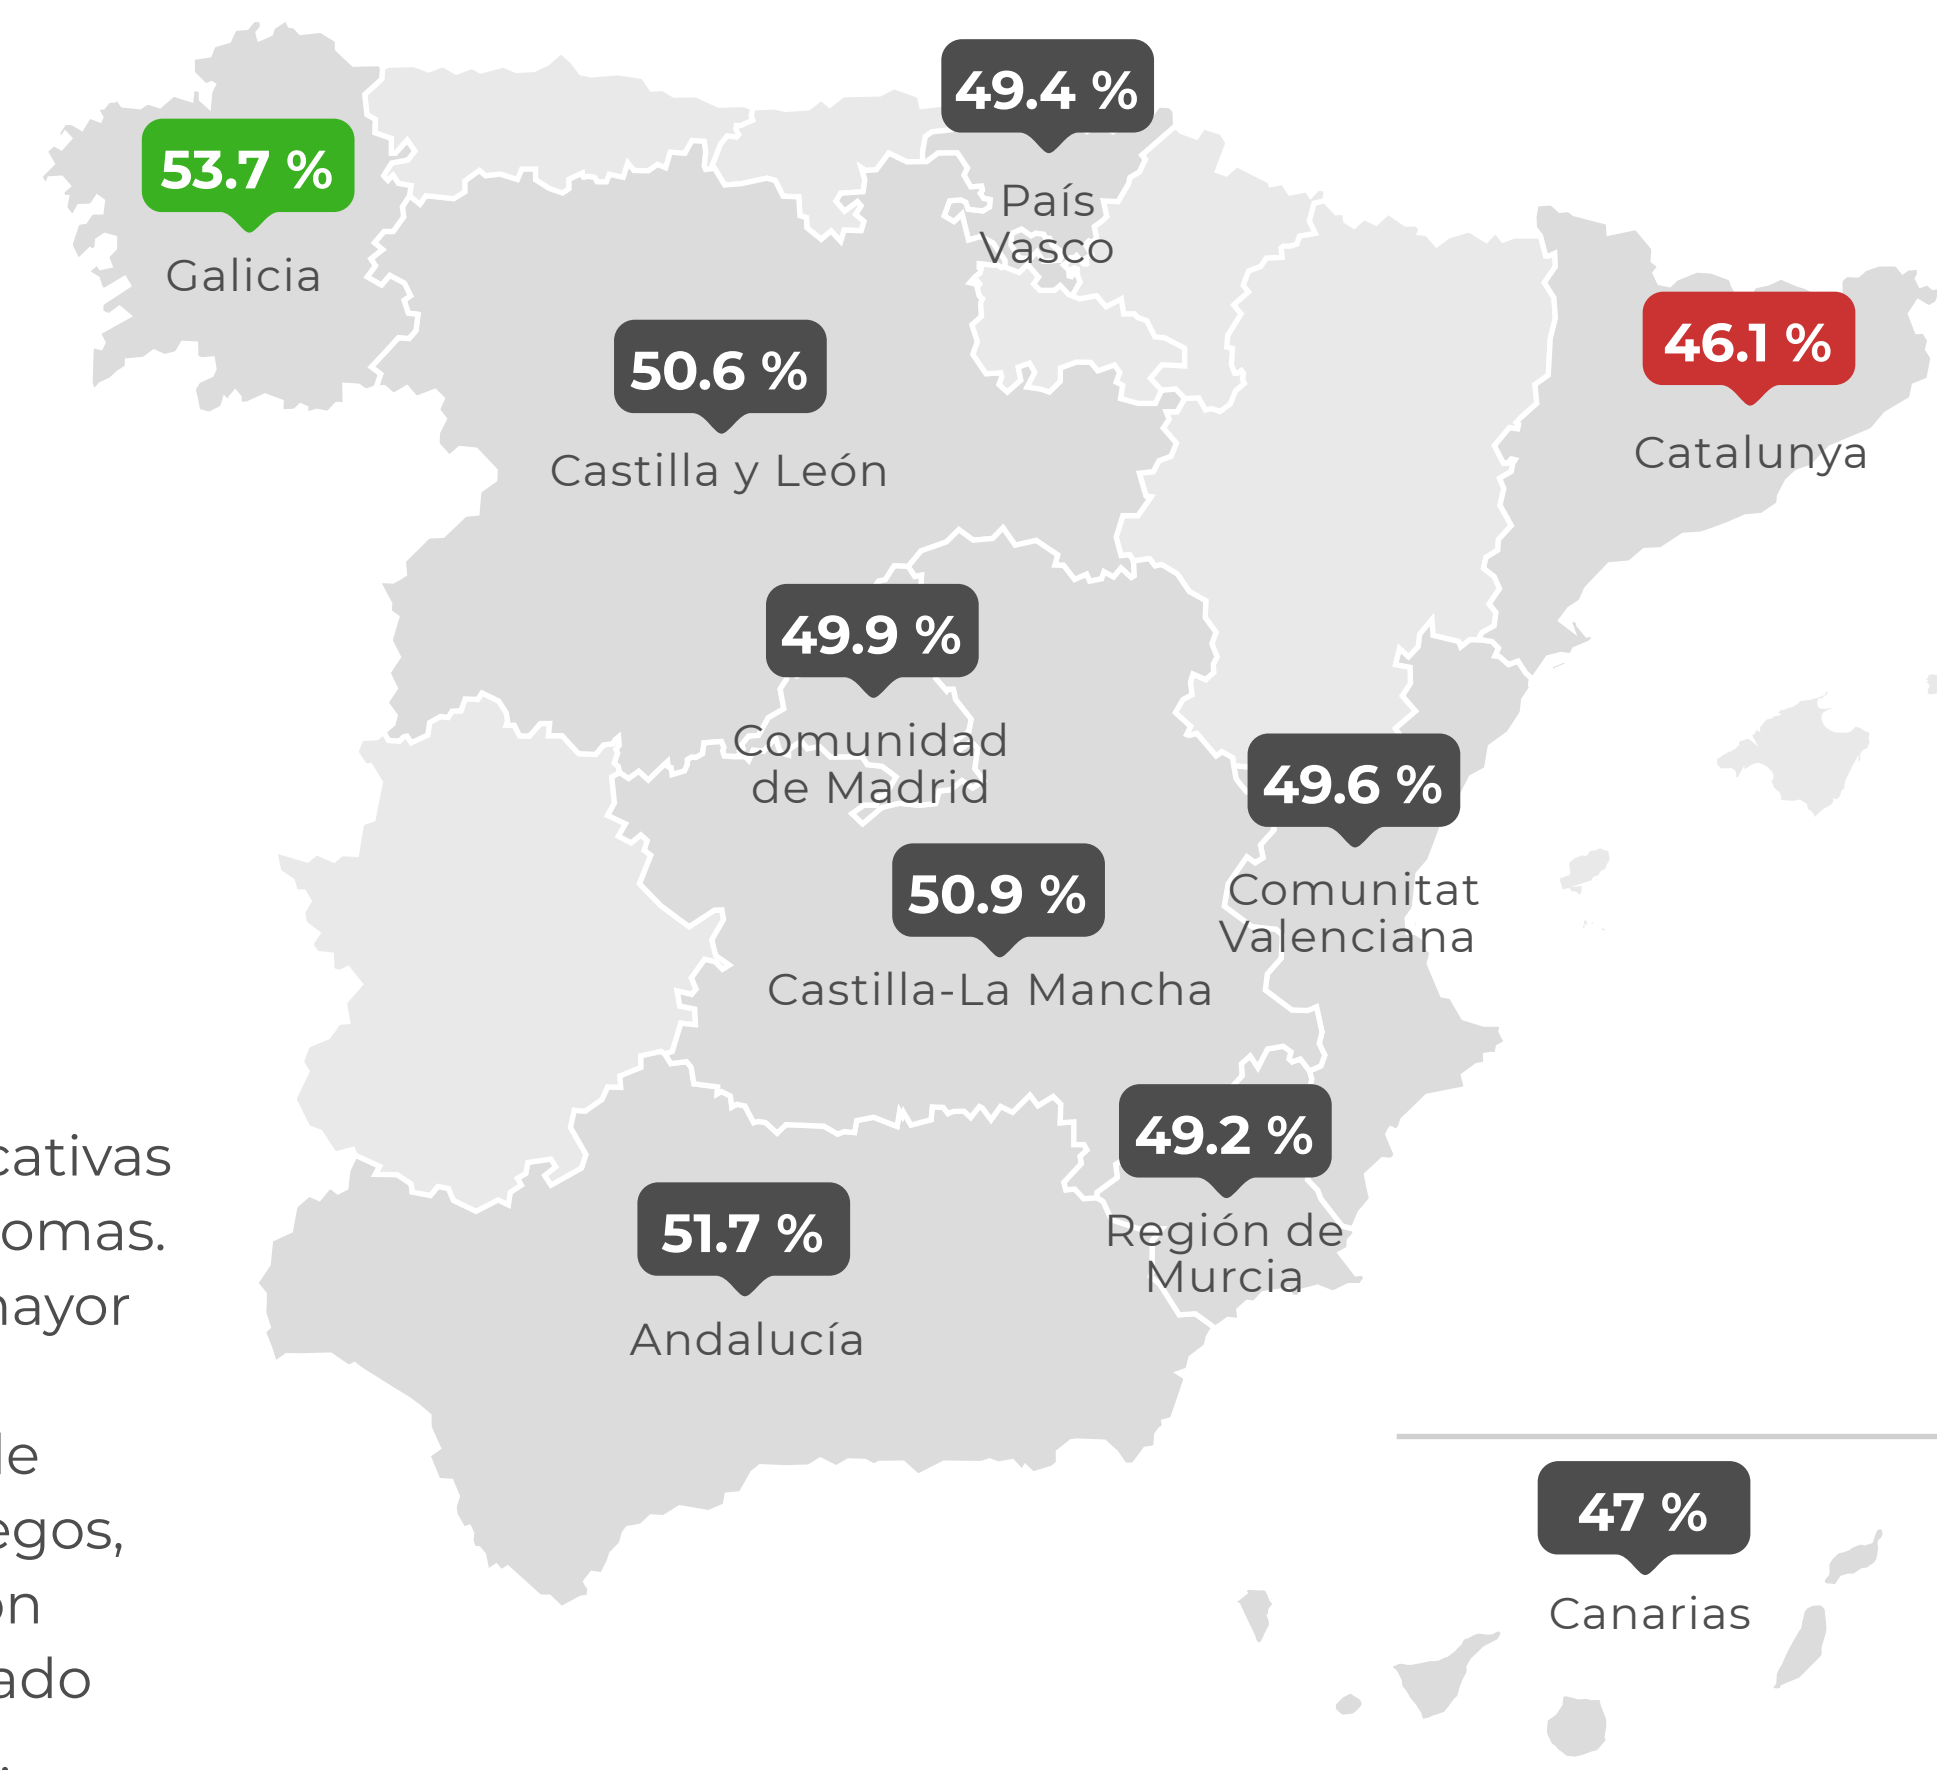 49.4 %
País
Vasco
53.7 %
Galicia
46.1 %
Catalunya
50.6 %
Castilla y León
49.9 %
Comunidad
de Madrid
49.6 %
Comunitat
Valenciana
50.9 %
Castilla-La Mancha
49.2 %
Región de
Murcia
51.7 %
Andalucía
47 %
Canarias
cativas
omas.
mayor
de
egos,
on
ado